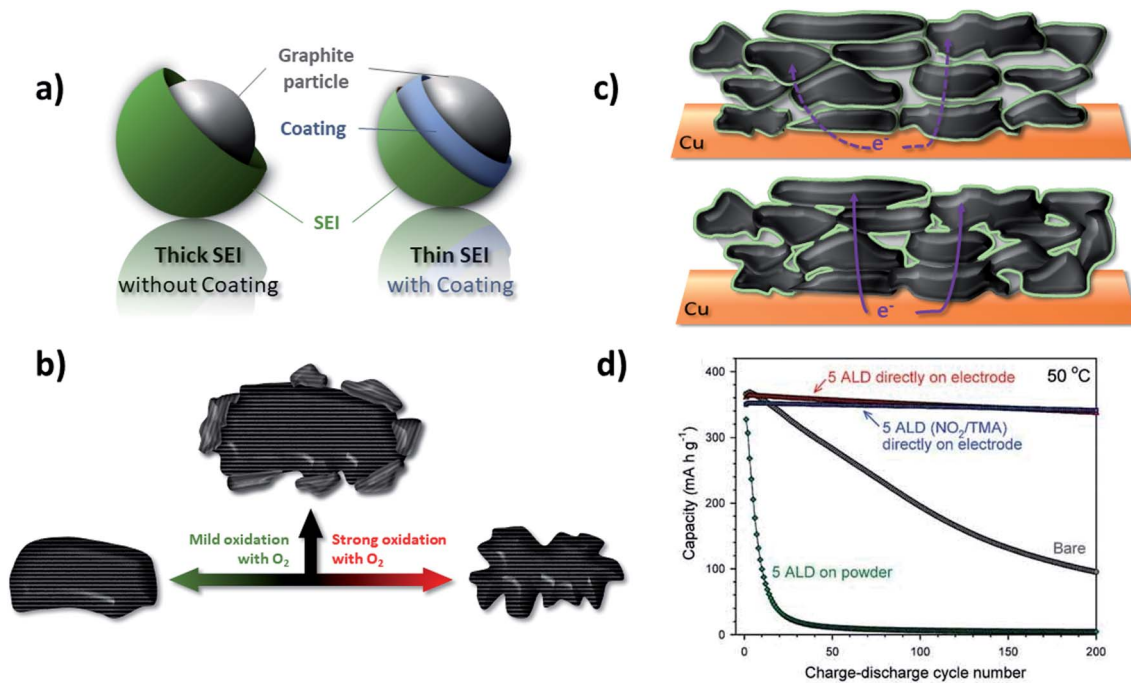 a)
Graphite
particle
Coating
SEI
Thick SEI
without Coating
Thin SEI
with Coating
b)
Mild oxidation
with O₂
Strong oxidation
with O₂
c)
Cu
e⁻
Cu
e⁻
d)
50 °C
5 ALD directly on electrode
5 ALD (NO₂/TMA)
directly on electrode
Bare
5 ALD on powder
Capacity (mA h g⁻¹)
400
300
200
100
0
0
50
100
150
200
Charge-discharge cycle number